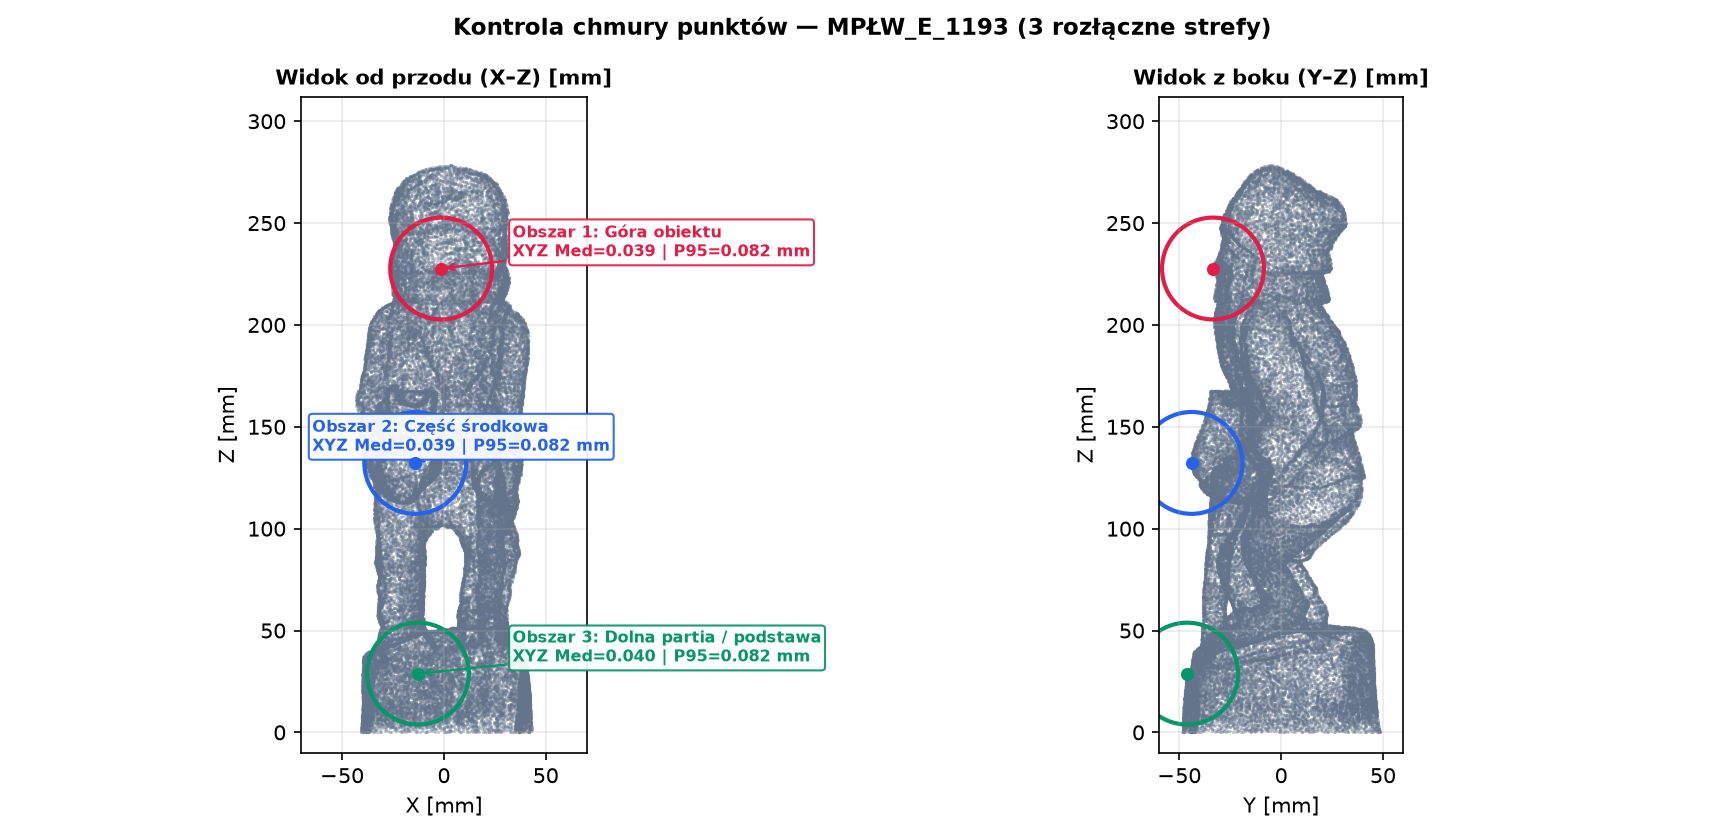 Kontrola chmury punktów — MPŁW_E_1193 (3 rozłączne strefy)
Widok od przodu (X–Z) [mm]
300
250
200
150
100
50
0
−50
0
50
X [mm]
Z [mm]
Obszar 1: Góra obiektu
XYZ Med=0.039 | P95=0.082 mm
Obszar 2: Część środkowa
XYZ Med=0.039 | P95=0.082 mm
Obszar 3: Dolna partia / podstawa
XYZ Med=0.040 | P95=0.082 mm
Widok z boku (Y–Z) [mm]
300
250
200
150
100
50
0
−50
0
50
Y [mm]
Z [mm]